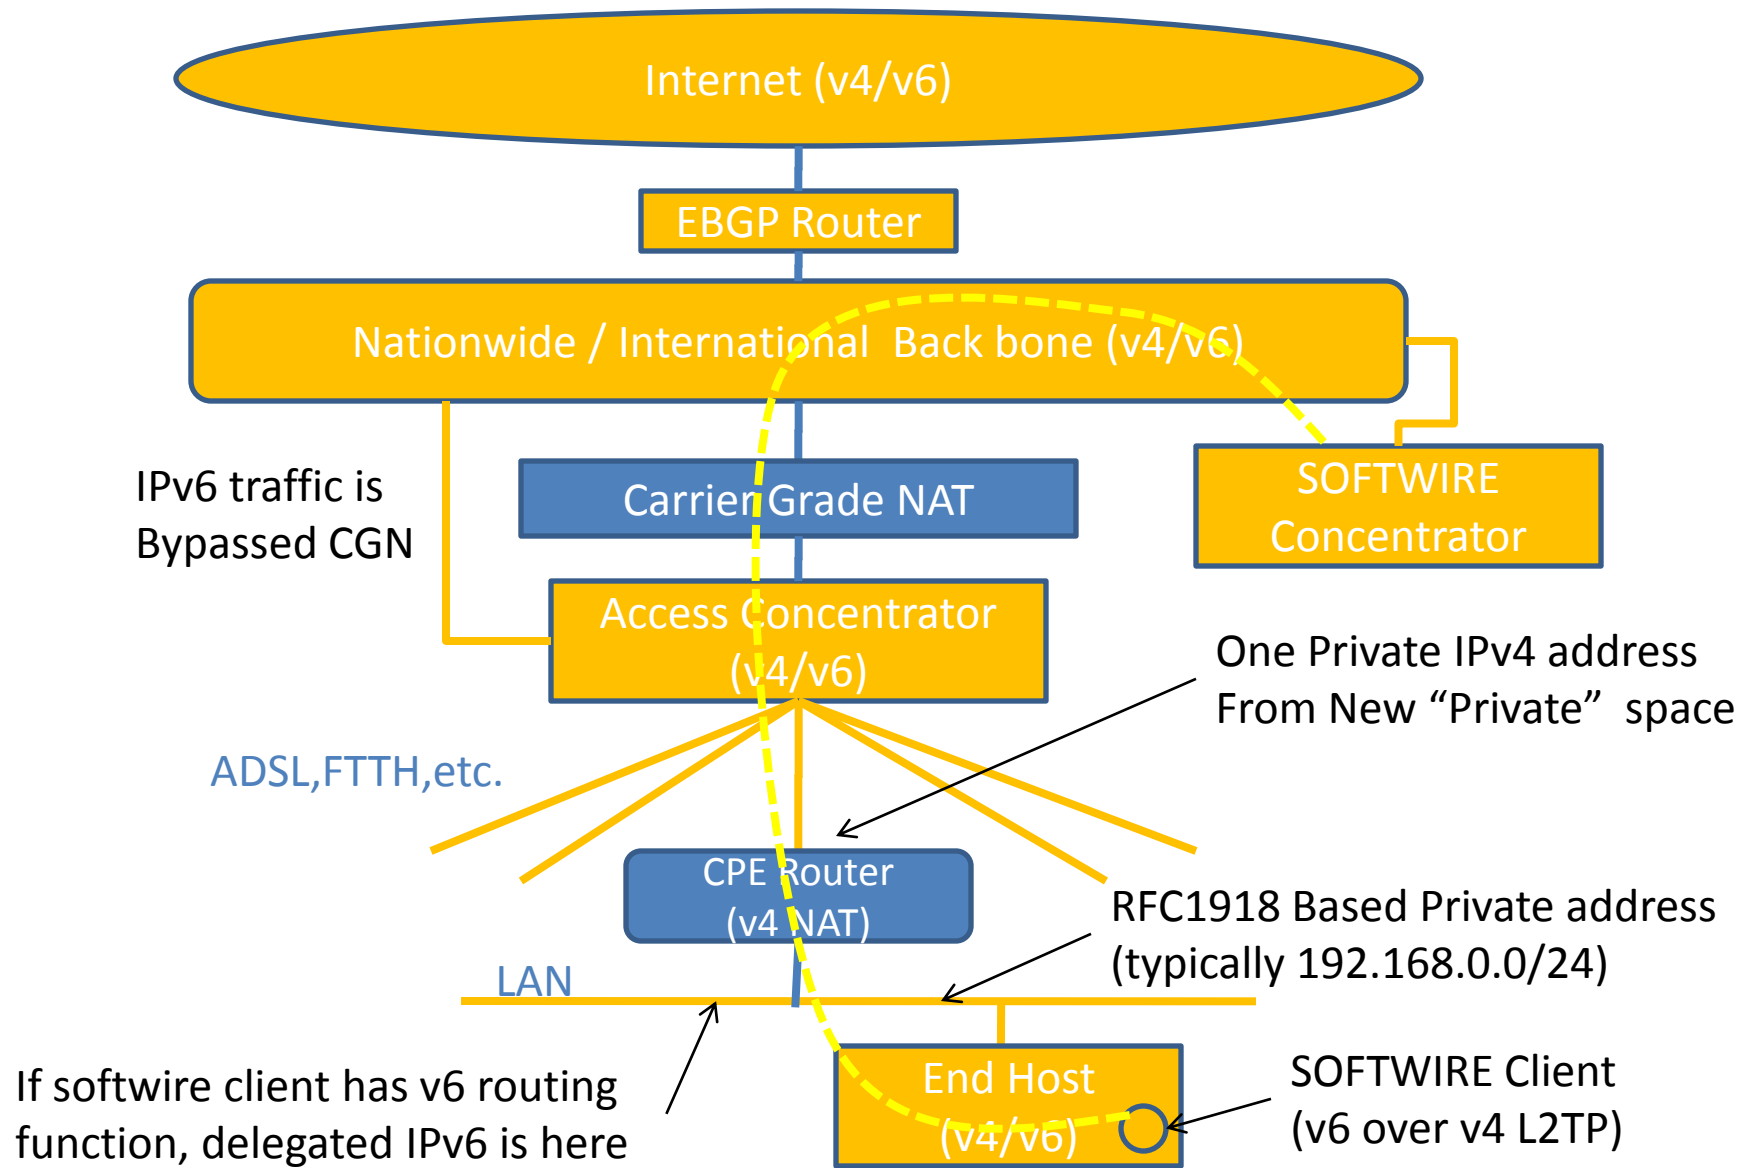 Internet (v4/v6)
EBGP Router
Nationwide / International  Back bone (v4/v6)
IPv6 traffic is
Bypassed CGN
Carrier Grade NAT
SOFTWIRE
Concentrator
Access Concentrator
(v4/v6)
One Private IPv4 address
From New “Private”  space
ADSL,FTTH,etc.
CPE Router
(v4 NAT)
RFC1918 Based Private address
(typically 192.168.0.0/24)
LAN
If softwire client has v6 routing
function, delegated IPv6 is here
End Host
(v4/v6)
SOFTWIRE Client
(v6 over v4 L2TP)